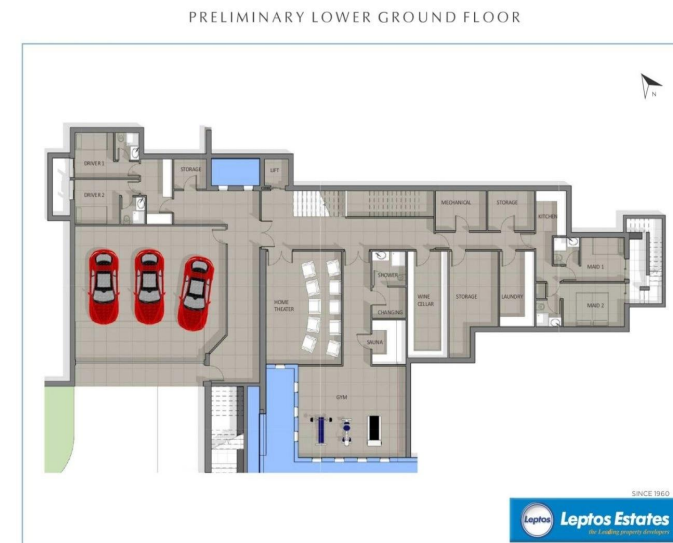 PRELIMINARY LOWER GROUND FLOOR
N
DRIVER 1
STORAGE
LIFT
DRIVER 2
MECHANICAL
STORAGE
KITCHEN
MAID 1
SHOWER
HOME
THEATER
WINE
CELLAR
STORAGE
LAUNDRY
MAID 2
CHANGING
SAUNA
GYM
SINCE 1960
Leptos
Leptos Estates
the Leading property developers